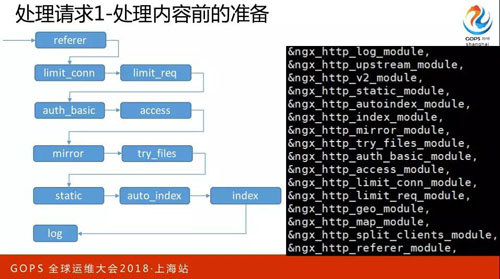 处理请求1-处理内容前的准备
GOPS
shanghai
referer
limit_conn
limit_req
auth_basic
access
mirror
try_files
static
auto_index
index
log
&ngx_http_log_module,
&ngx_http_upstream_module,
&ngx_http_v2_module,
&ngx_http_static_module,
&ngx_http_autoindex_module,
&ngx_http_index_module,
&ngx_http_mirror_module,
&ngx_http_try_files_module,
&ngx_http_auth_basic_module,
&ngx_http_access_module,
&ngx_http_limit_conn_module,
&ngx_http_limit_req_module,
&ngx_http_geo_module,
&ngx_http_map_module,
&ngx_http_split_clients_module,
&ngx_http_referer_module,
GOPS 全球运维大会2018·上海站